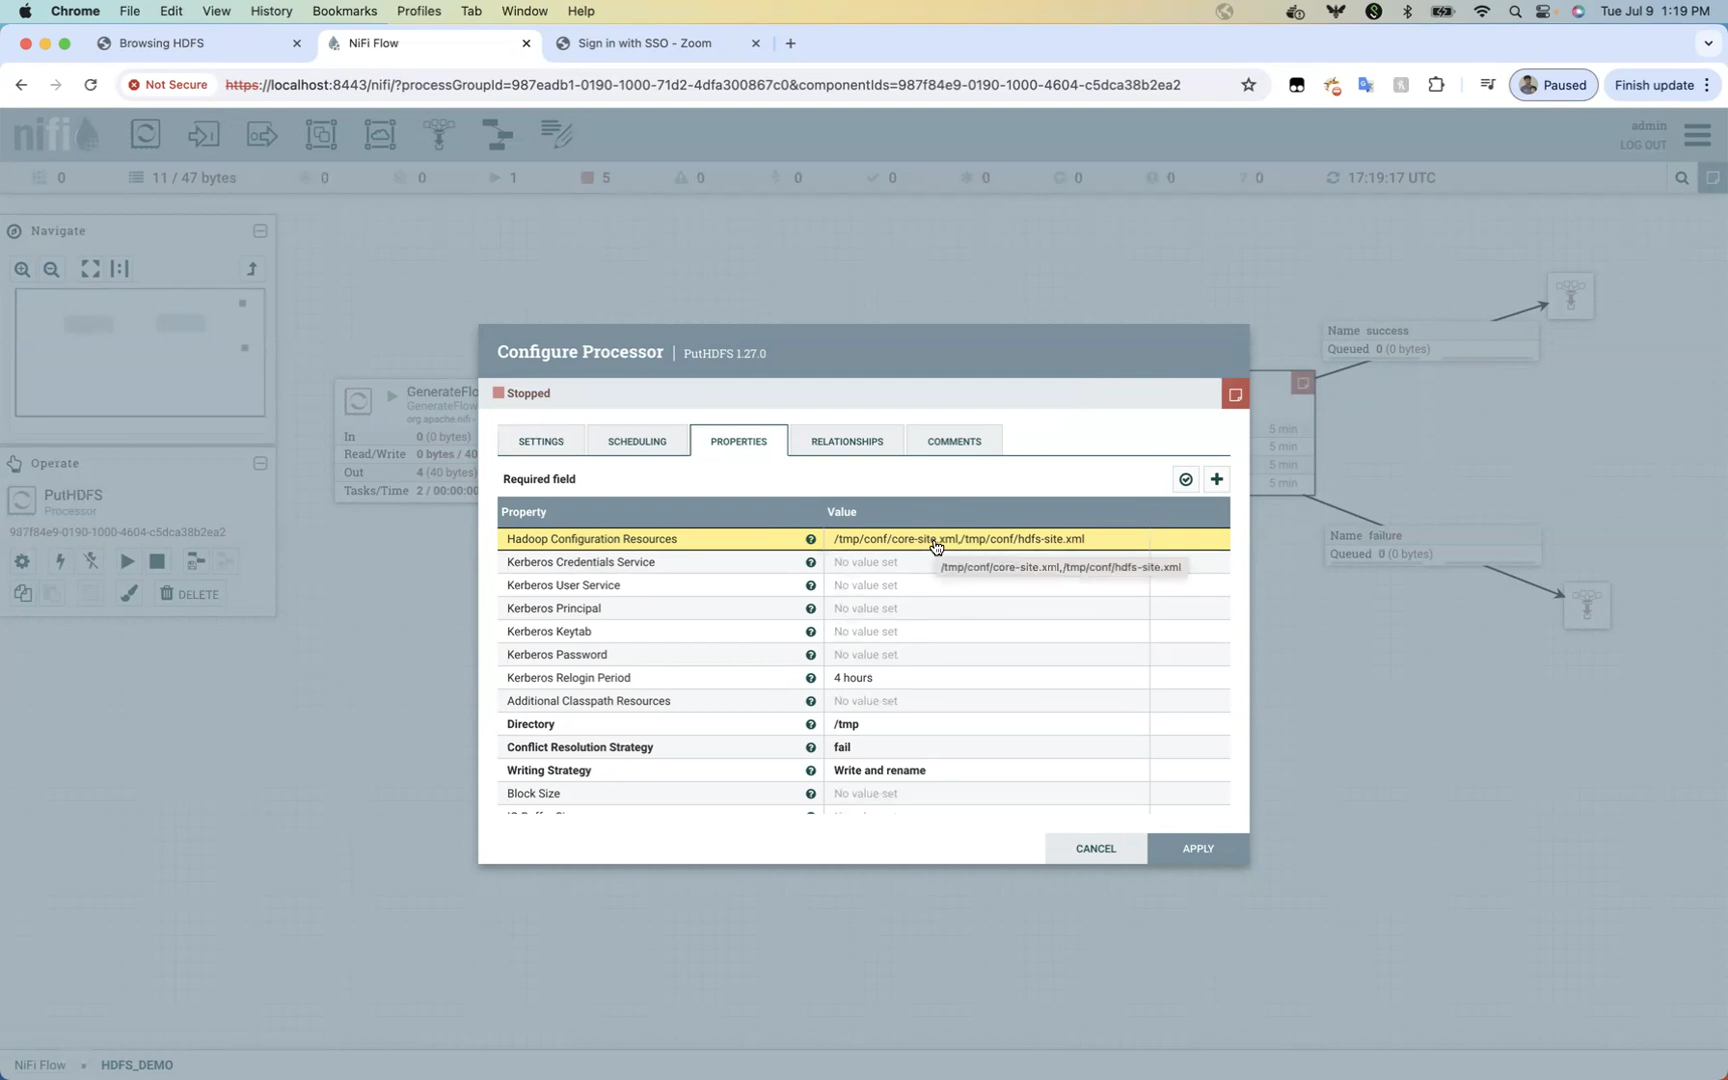 Chrome File Edit View History Bookmarks Profiles Tab Window Help Tue Jul 9 1:19 PM
Browsing HDFS NiFi Flow Sign in with SSO - Zoom
Not Secure https://localhost:8443/nifi/?processGroupId=987eadb1-0190-1000-71d2-4dfa300867c0&componentIds=987f84e9-0190-1000-4604-c5dca38b2ea2 Paused Finish update
nifi admin
LOG OUT
0 11 / 47 bytes 0 0 1 5 0 0 0 0 0 0 0 17:19:17 UTC
Navigate
Operate
PutHDFS
Processor
987f84e9-0190-1000-4604-c5dca38b2ea2
DELETE
GenerateFlo
GenerateFlow
org.apache.nifi -
In 0 (0 bytes)
Read/Write 0 bytes / 40
Out 4 (40 bytes)
Tasks/Time 2 / 00:00:00
Configure Processor | PutHDFS 1.27.0
Stopped
SETTINGS SCHEDULING PROPERTIES RELATIONSHIPS COMMENTS
Required field
Property Value
Hadoop Configuration Resources /tmp/conf/core-site.xml,/tmp/conf/hdfs-site.xml
Kerberos Credentials Service No value set
/tmp/conf/core-site.xml,/tmp/conf/hdfs-site.xml
Kerberos User Service No value set
Kerberos Principal No value set
Kerberos Keytab No value set
Kerberos Password No value set
Kerberos Relogin Period 4 hours
Additional Classpath Resources No value set
Directory /tmp
Conflict Resolution Strategy fail
Writing Strategy Write and rename
Block Size No value set
CANCEL APPLY
5 min
5 min
5 min
5 min
Name success
Queued 0 (0 bytes)
Name failure
Queued 0 (0 bytes)
NiFi Flow » HDFS_DEMO